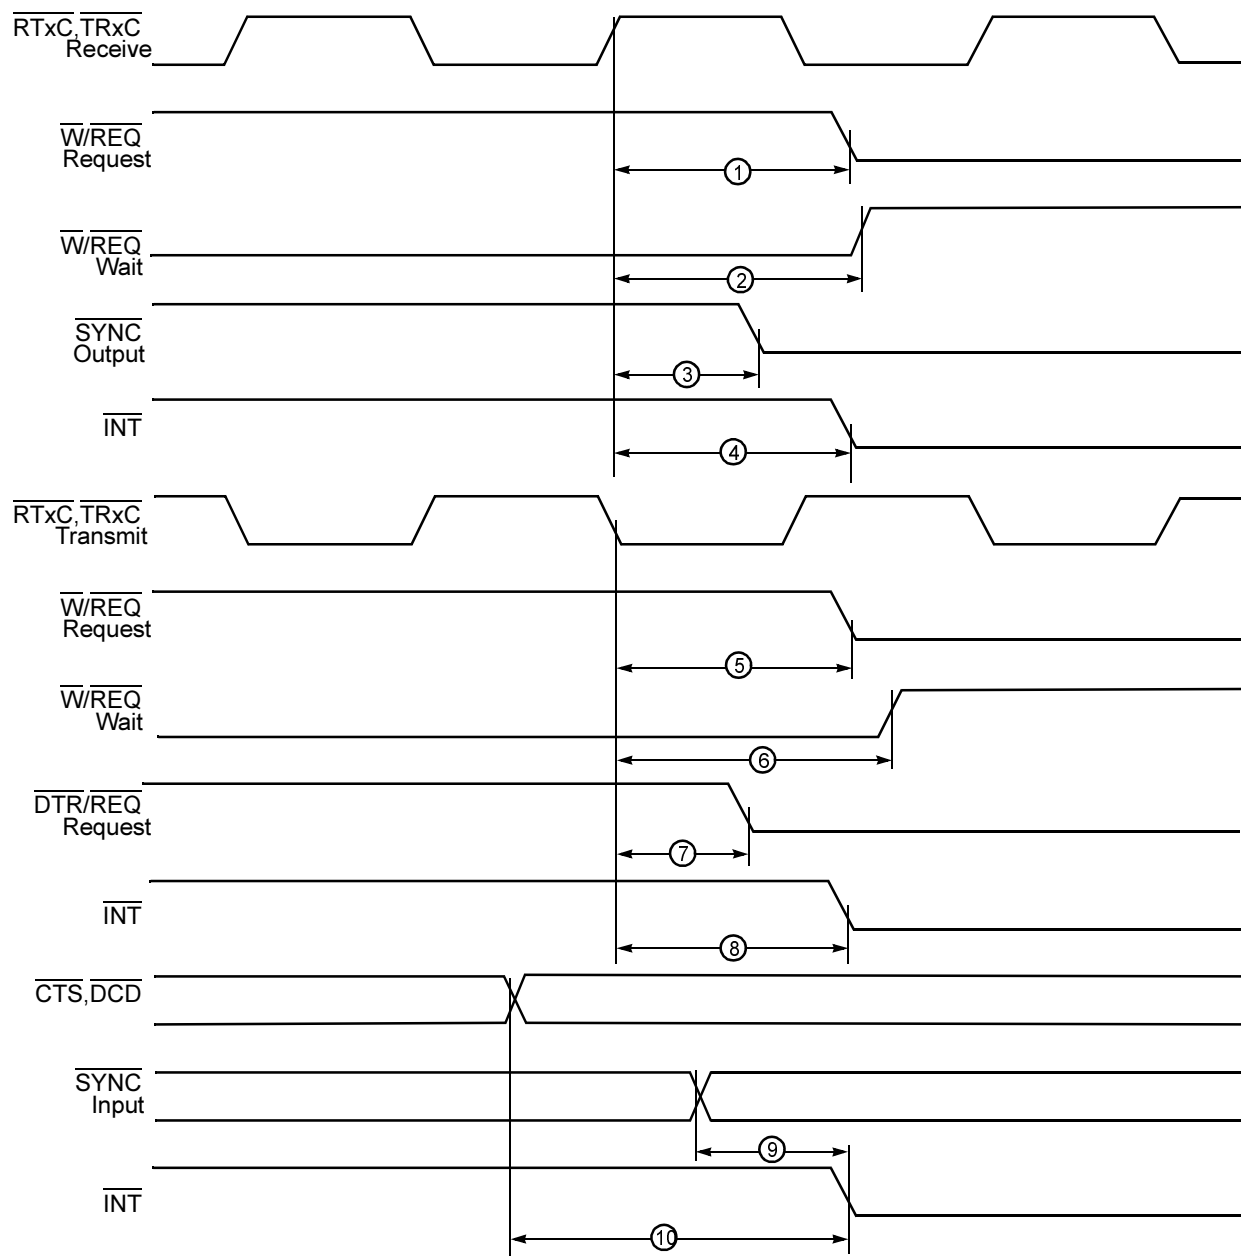 RTxC,TRxC
Receive
W/REQ
Request
1
W/REQ
Wait
2
SYNC
Output
3
INT
4
RTxC,TRxC
Transmit
W/REQ
Request
5
W/REQ
Wait
6
DTR/REQ
Request
7
INT
8
CTS,DCD
SYNC
Input
9
INT
10